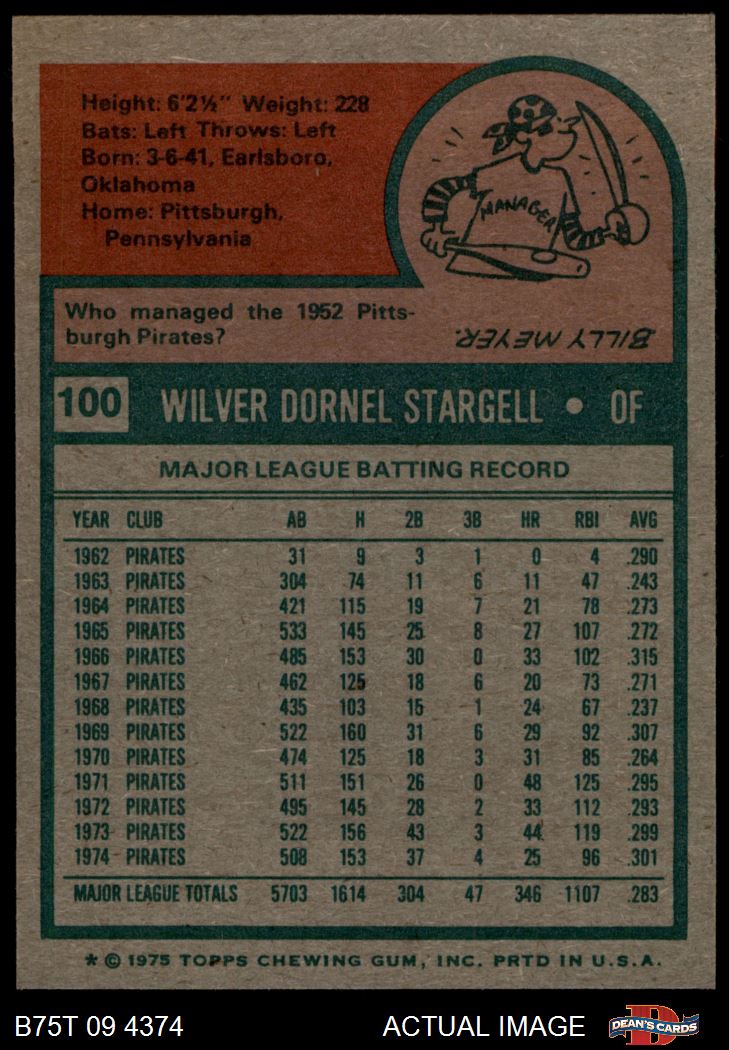 Height: 6'2½" Weight: 228
Bats: Left Throws: Left
Born: 3-6-41, Earlsboro,
Oklahoma
Home: Pittsburgh,
Pennsylvania
MANAGER
Who managed the 1952 Pitts-
burgh Pirates?
BILLY MEYER.
100 WILVER DORNEL STARGELL • OF
MAJOR LEAGUE BATTING RECORD
YEAR CLUB AB H 2B 3B HR RBI AVG
1962 PIRATES 31 9 3 1 0 4 .290
1963 PIRATES 304 74 11 6 11 47 .243
1964 PIRATES 421 115 19 7 21 78 .273
1965 PIRATES 533 145 25 8 27 107 .272
1966 PIRATES 485 153 30 0 33 102 .315
1967 PIRATES 462 125 18 6 20 73 .271
1968 PIRATES 435 103 15 1 24 67 .237
1969 PIRATES 522 160 31 6 29 92 .307
1970 PIRATES 474 125 18 3 31 85 .264
1971 PIRATES 511 151 26 0 48 125 .295
1972 PIRATES 495 145 28 2 33 112 .293
1973 PIRATES 522 156 43 3 44 119 .299
1974 PIRATES 508 153 37 4 25 96 .301
MAJOR LEAGUE TOTALS 5703 1614 304 47 346 1107 .283
* © 1975 TOPPS CHEWING GUM, INC. PRTD IN U.S.A.
B75T 09 4374 ACTUAL IMAGE D DEAN'S CARDS